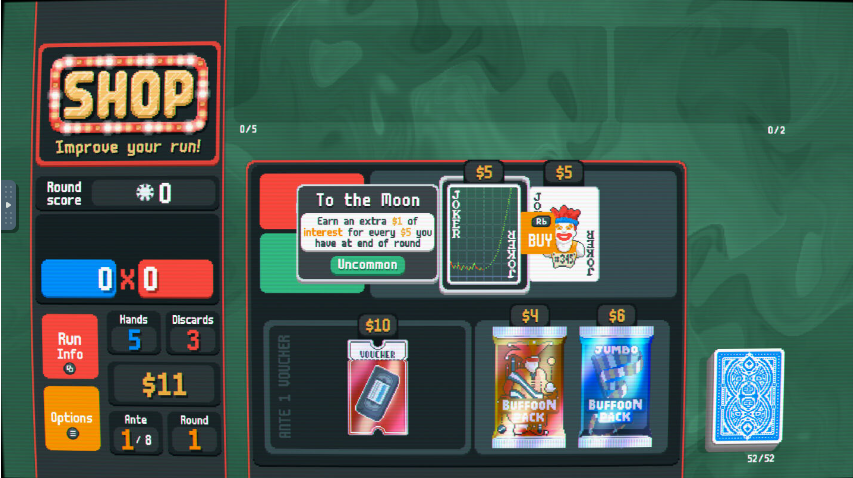 SHOP
Improve your run!
0/5
0/2
Round
score
0
0 X 0
Run
Info
Options
Hands
5
Discards
3
$11
Ante
1/8
Round
1
To the Moon
Earn an extra $1 of
interest for every $5 you
have at end of round
Uncommon
$5
JOKER
JOKER
$5
Rb
BUY
#345
JOKER
ANTE 1 VOUCHER
$10
VOUCHER
$4
BUFFOON
PACK
$6
JUMBO
BUFFOON
PACK
52/52